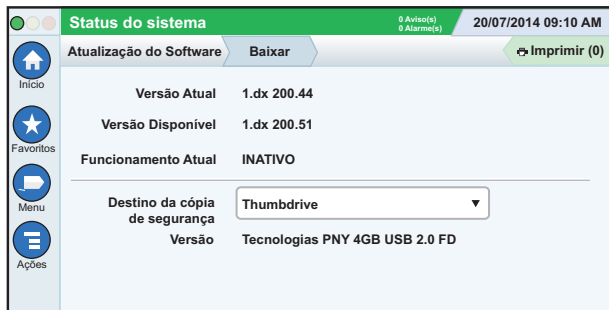 Status do sistema
0 Aviso(s)
0 Alarme(s)
20/07/2014 09:10 AM
Atualização do Software
Baixar
Imprimir (0)
Início
Favoritos
Menu
Ações
Versão Atual 1.dx 200.44
Versão Disponível 1.dx 200.51
Funcionamento Atual INATIVO
Destino da cópia
de segurança
Thumbdrive
Versão Tecnologias PNY 4GB USB 2.0 FD